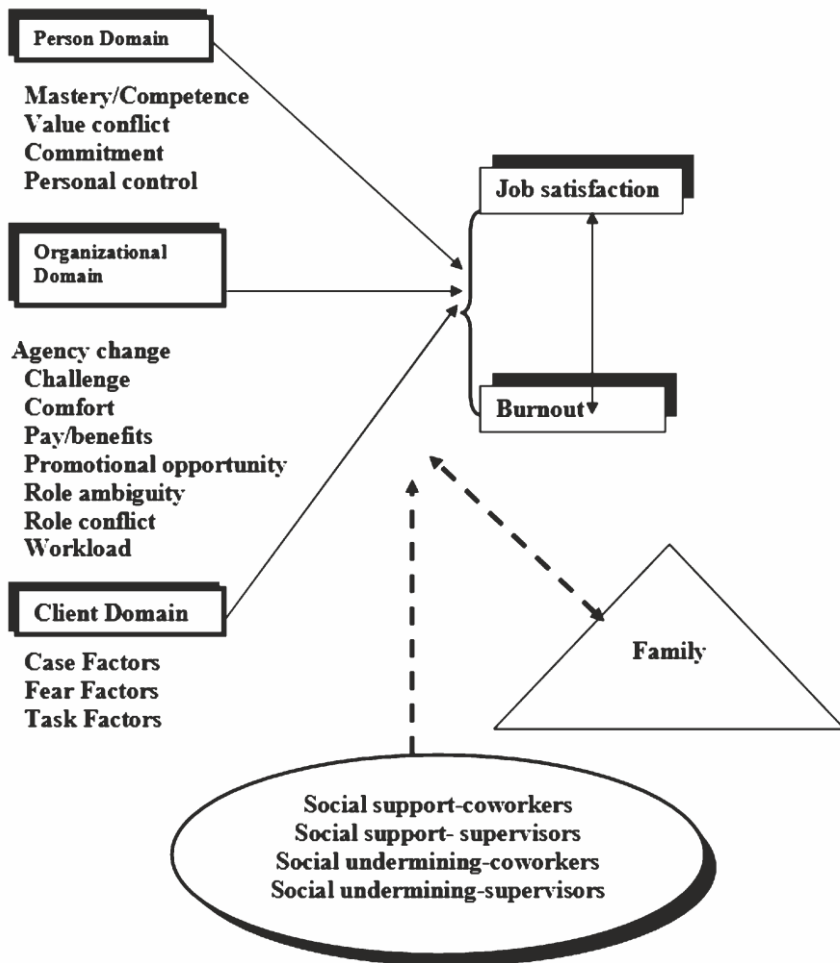 Person Domain
Mastery/Competence
Value conflict
Commitment
Personal control
Organizational
Domain
Agency change
Challenge
Comfort
Pay/benefits
Promotional opportunity
Role ambiguity
Role conflict
Workload
Client Domain
Case Factors
Fear Factors
Task Factors
Job satisfaction
Burnout
Family
Social support-coworkers
Social support- supervisors
Social undermining-coworkers
Social undermining-supervisors